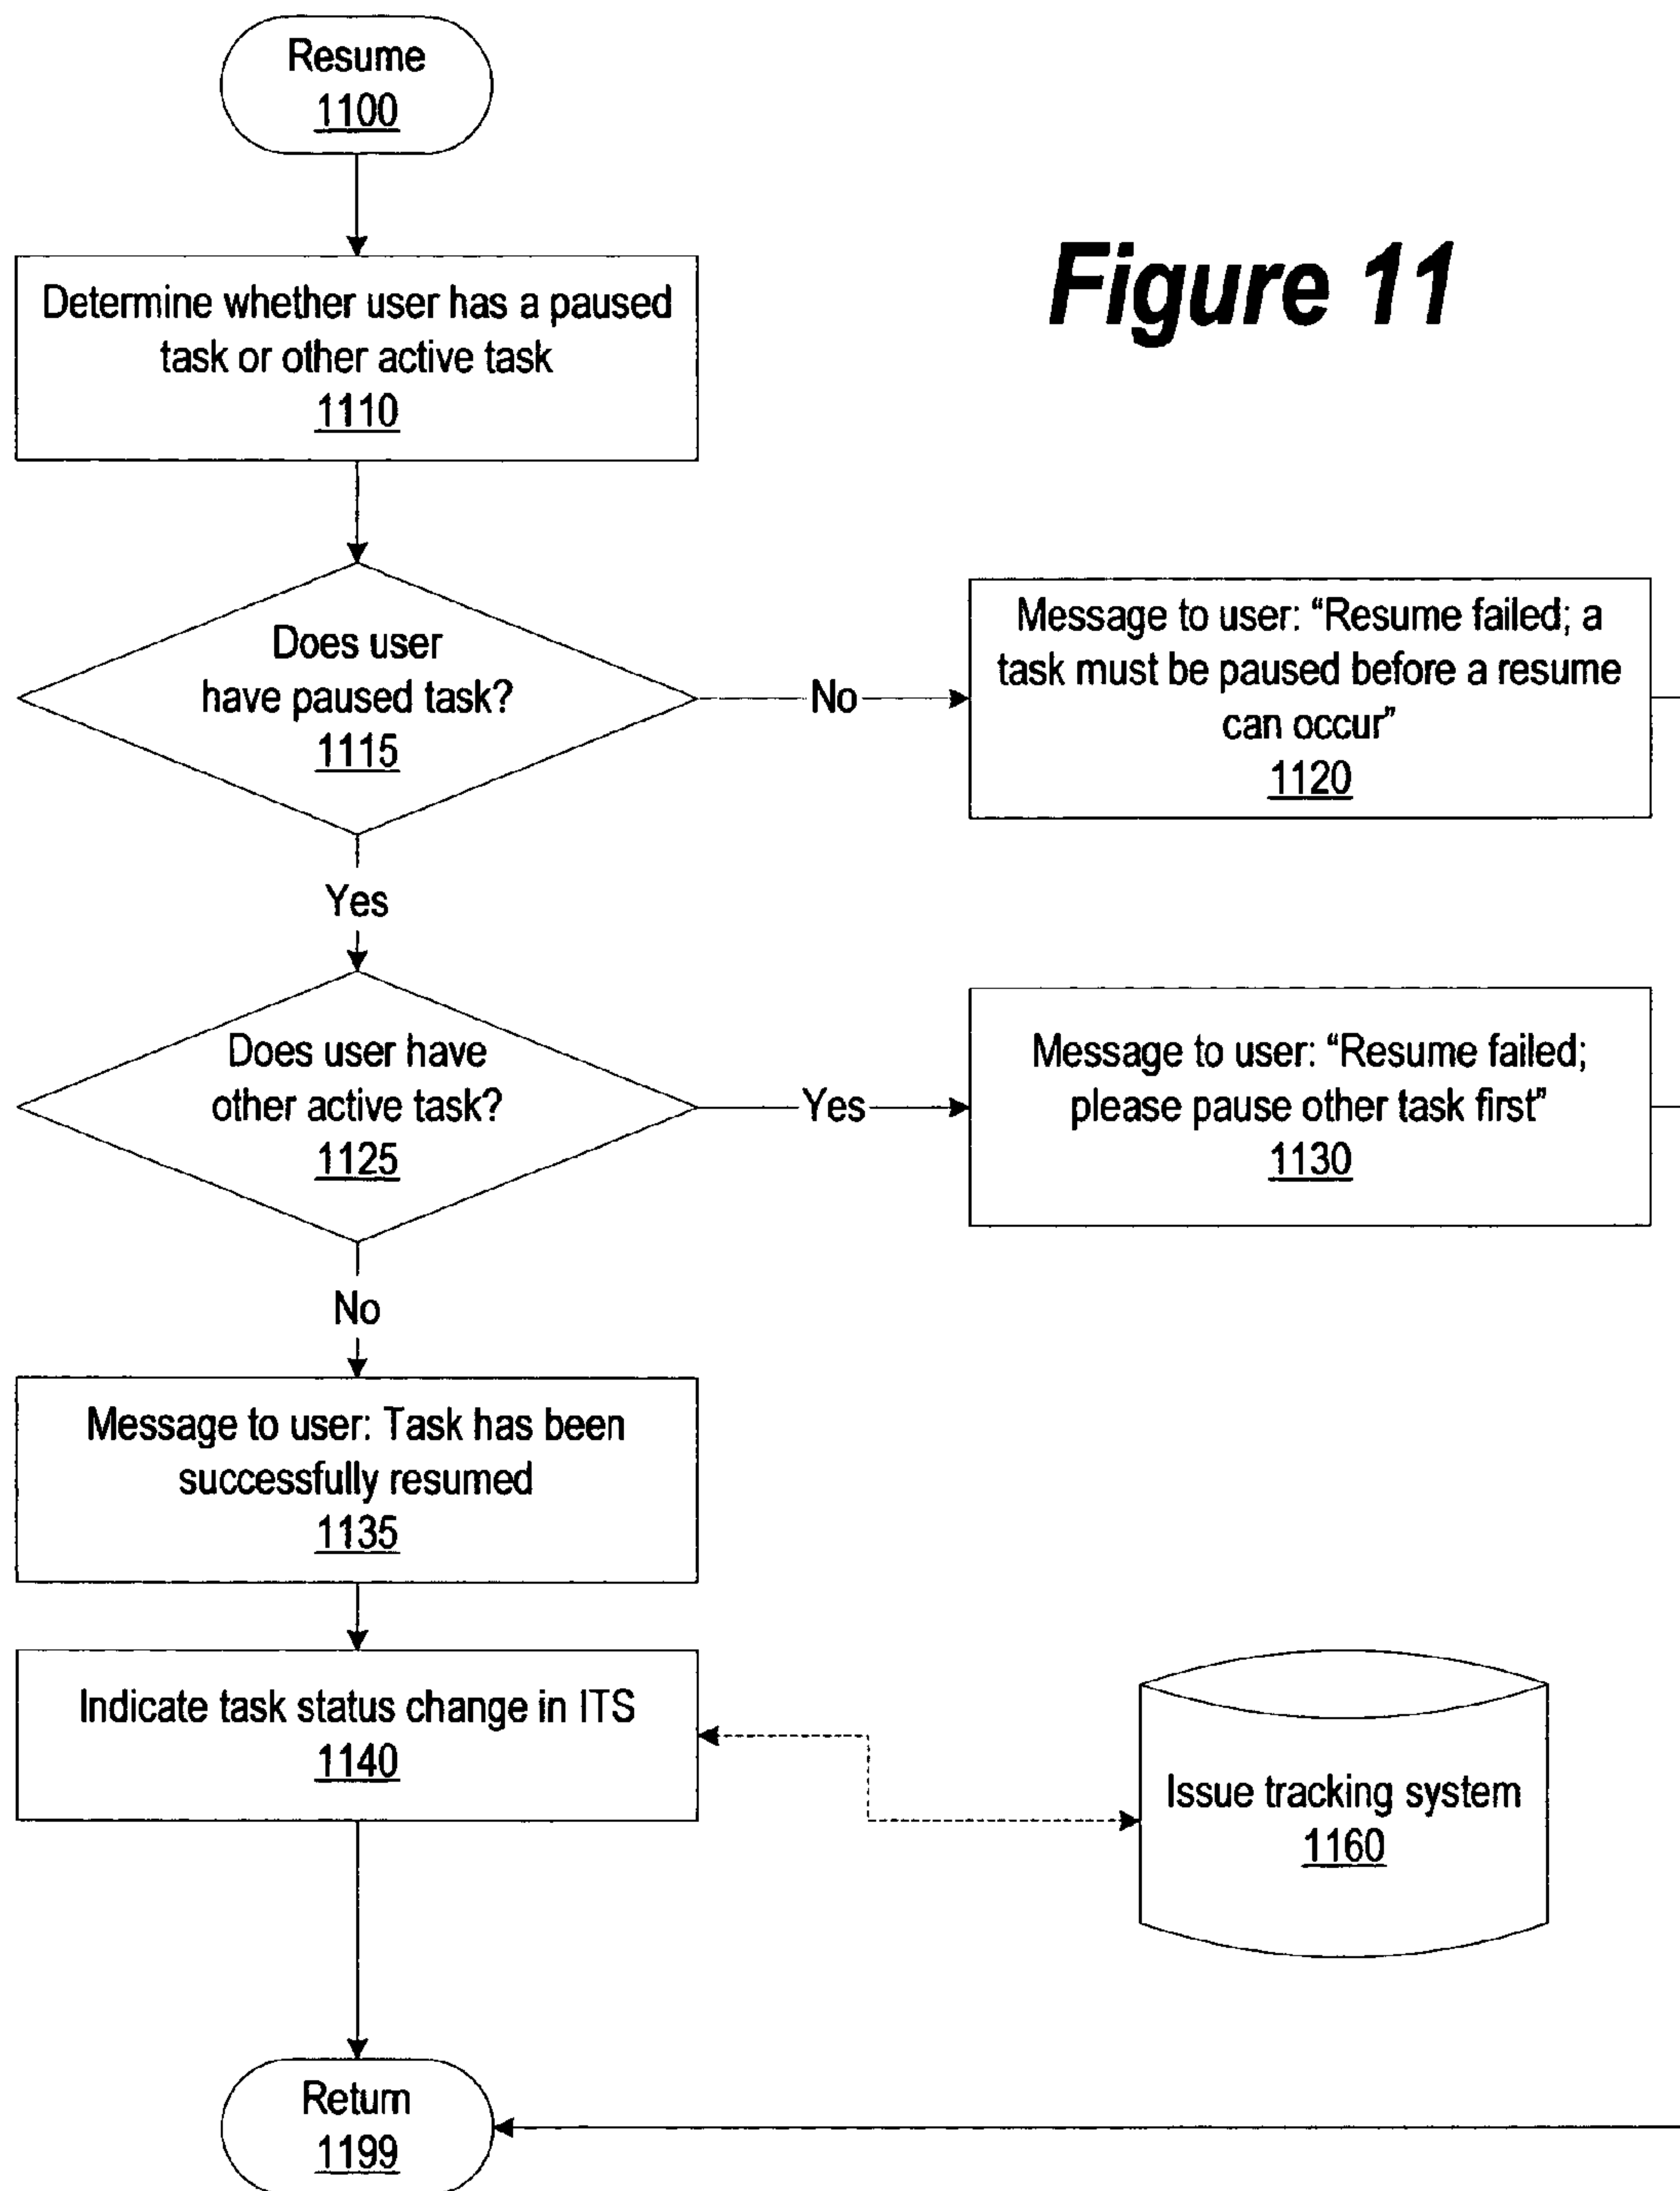 Resume
1100
Figure 11
Determine whether user has a paused
task or other active task
1110
Does user
have paused task?
1115
No
Message to user: “Resume failed; a
task must be paused before a resume
can occur”
1120
Yes
Does user have
other active task?
1125
Yes
Message to user: “Resume failed;
please pause other task first”
1130
No
Message to user: Task has been
successfully resumed
1135
Indicate task status change in ITS
1140
Issue tracking system
1160
Return
1199